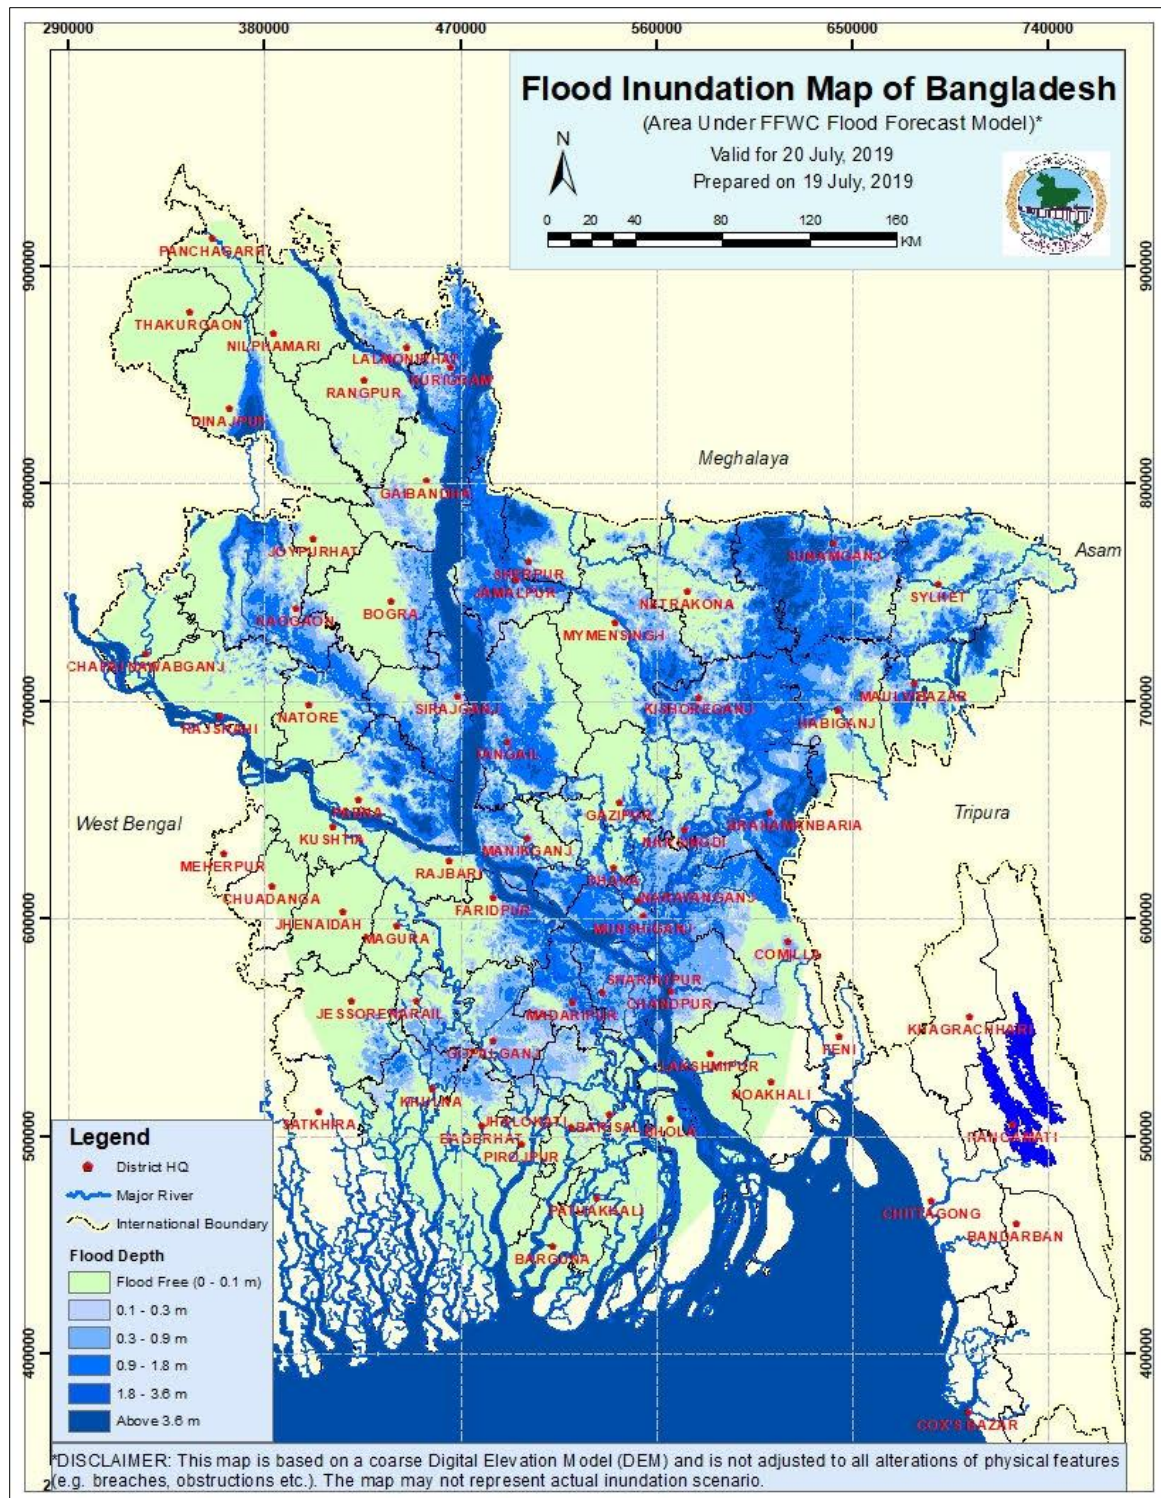 290000 380000 470000 560000 650000 740000
Flood Inundation Map of Bangladesh
(Area Under FFWC Flood Forecast Model)*
N
Valid for 20 July, 2019
Prepared on 19 July, 2019
0 20 40 80 120 160
KM
900000 900000
PANCHAGARH
THAKURGAON
NILPHAMARI
LALMONIRHAT
KURIGRAM
RANGPUR
DINAJPUR
Meghalaya
800000 800000
GAIBANDHA
Asam
JOYPURHAT
SUNAMGANJ
SHERPUR
JAMALPUR
SYLHET
NETRAKONA
BOGRA
NAOGAON
MYMENSINGH
CHAPAI NAWABGANJ
MAULVIBAZAR
700000 700000
SIRAJGANJ
KISHOREGANJ
NATORE
HABIGANJ
RAJSHAHI
TANGAIL
PABNA
GAZIPUR
Tripura
West Bengal
BRAHAMANBARIA
KUSHTIA
NARSINGDI
MANIKGANJ
MEHERPUR
RAJBARI
DHAKA
CHUADANGA
NARAYANGANJ
FARIDPUR
600000 600000
JHENAIDAH
MUNSHIGANJ
MAGURA
COMILLA
SHARIATPUR
CHANDPUR
JESSORE NARAIL
MADARIPUR
KHAGRACHHARI
FENI
GOPALGANJ
LAKSHMIPUR
NOAKHALI
KHULNA
SATKHIRA
JHALOKATI
BARISAL
BHOLA
BAGERHAT
RANGAMATI
500000 500000
PIROJPUR
PATUAKHALI
CHITTAGONG
BANDARBAN
BARGUNA
400000 400000
COX'S BAZAR
Legend
District HQ
Major River
International Boundary
Flood Depth
Flood Free (0 - 0.1 m)
0.1 - 0.3 m
0.3 - 0.9 m
0.9 - 1.8 m
1.8 - 3.6 m
Above 3.6 m
*DISCLAIMER: This map is based on a coarse Digital Elevation Model (DEM) and is not adjusted to all alterations of physical features
(e.g. breaches, obstructions etc.). The map may not represent actual inundation scenario.